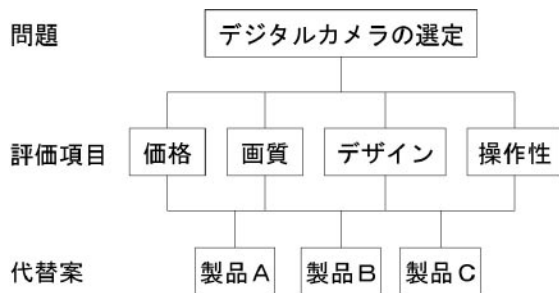 問題 デジタルカメラの選定
評価項目 価格 画質 デザイン 操作性
代替案 製品A 製品B 製品C